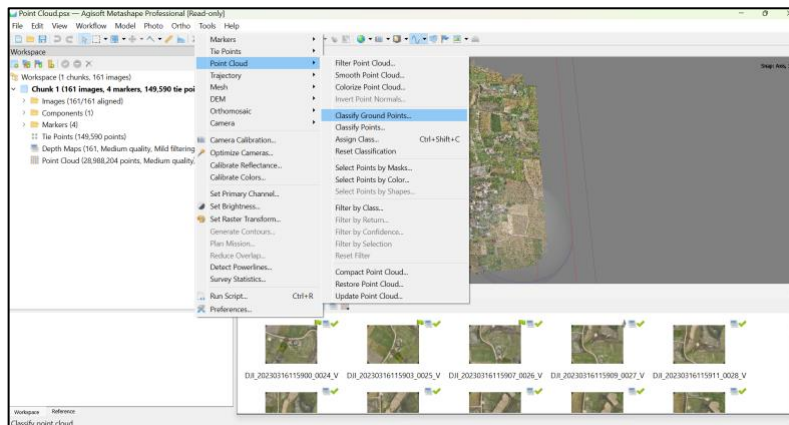 Point Cloud.psx — Agisoft Metashape Professional [Read-only]
File Edit View Workflow Model Photo Ortho Tools Help
Workspace
Workspace (1 chunks, 161 images)
Chunk 1 (161 images, 4 markers, 149,590 tie poi
Images (161/161 aligned)
Components (1)
Markers (4)
Tie Points (149,590 points)
Depth Maps (161, Medium quality, Mild filtering
Point Cloud (28,988,204 points, Medium quality
Markers
Tie Points
Point Cloud
Trajectory
Mesh
DEM
Orthomosaic
Camera
Camera Calibration...
Optimize Cameras...
Calibrate Reflectance...
Calibrate Colors...
Set Primary Channel...
Set Brightness...
Set Raster Transform...
Generate Contours...
Plan Mission...
Reduce Overlap...
Detect Powerlines...
Survey Statistics...
Run Script... Ctrl+R
Preferences...
Filter Point Cloud...
Smooth Point Cloud...
Colorize Point Cloud...
Invert Point Normals...
Classify Ground Points...
Classify Points...
Assign Class... Ctrl+Shift+C
Reset Classification
Select Points by Masks...
Select Points by Color...
Select Points by Shapes...
Filter by Class...
Filter by Return...
Filter by Confidence...
Filter by Selection
Reset Filter
Compact Point Cloud...
Restore Point Cloud...
Update Point Cloud...
Snap: Axis,
DJI_20230316115900_0024_V DJI_20230316115903_0025_V DJI_20230316115907_0026_V DJI_20230316115909_0027_V DJI_20230316115911_0028_V
Workspace Reference
Classify point cloud